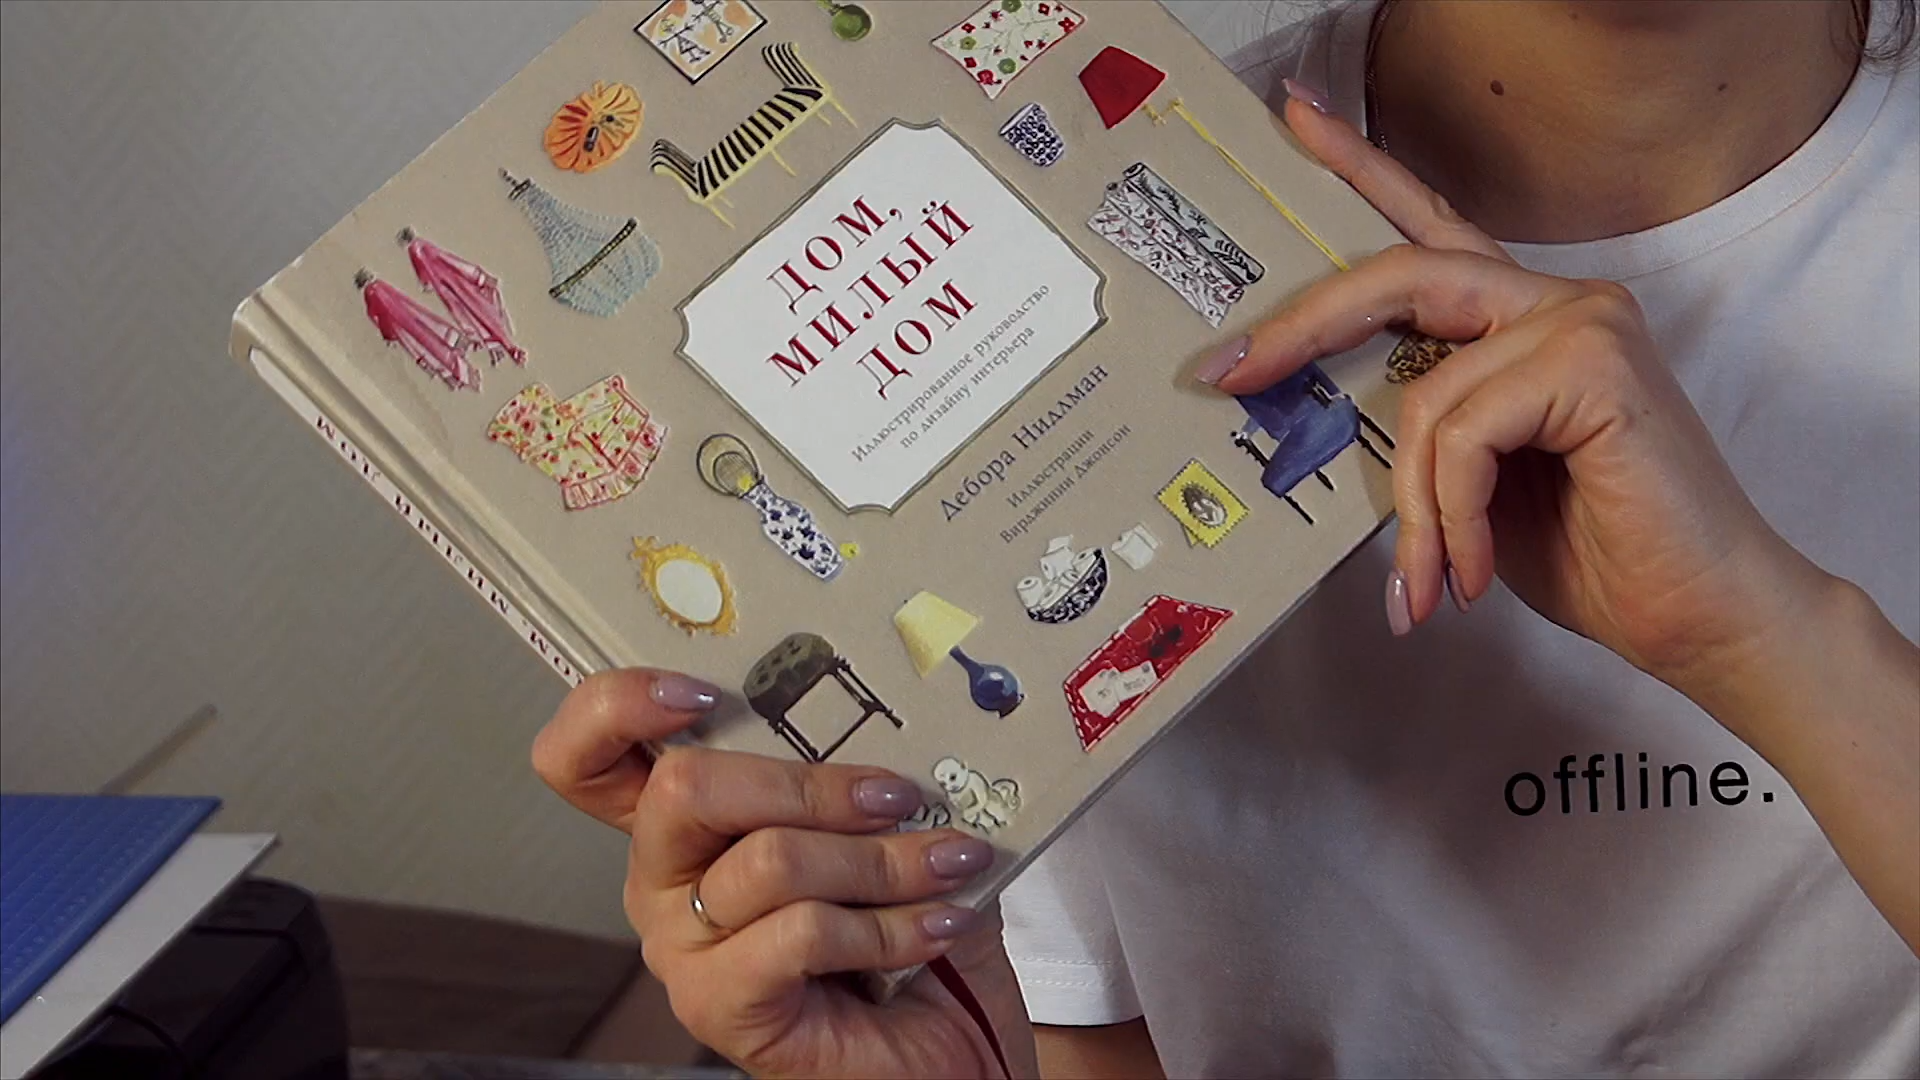 ДОМ,
МИЛЫЙ
ДОМ
Иллюстрированное руководство
по дизайну интерьера
Дебора Нидлман
Иллюстрации
Вирджинии Джонсон
ДОМ, МИЛЫЙ ДОМ
offline.